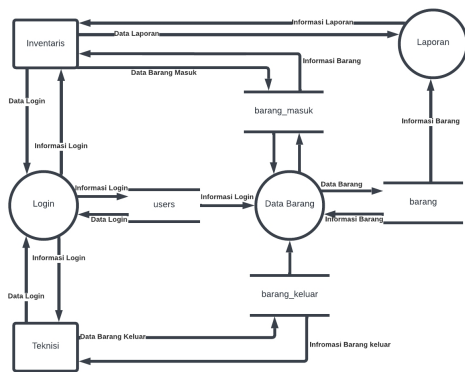 Informasi Laporan
Inventaris
Data Laporan
Laporan
Informasi Barang
Data Barang Masuk
Data Login
barang_masuk
Informasi Barang
Informasi Login
Data Barang
Informasi Login
Informasi Login
Login
users
Data Barang
barang
Data Login
Informasi Barang
Informasi Login
barang_keluar
Data Login
Data Barang Keluar
Infromasi Barang keluar
Teknisi